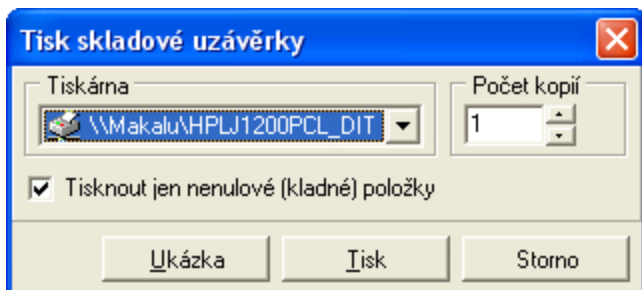 Tisk skladové uzávěrky
Tiskárna
Počet kopií
\\Makalu\HPLJ1200PCL_DIT
1
Tisknout jen nenulové (kladné) položky
Ukázka
Tisk
Storno